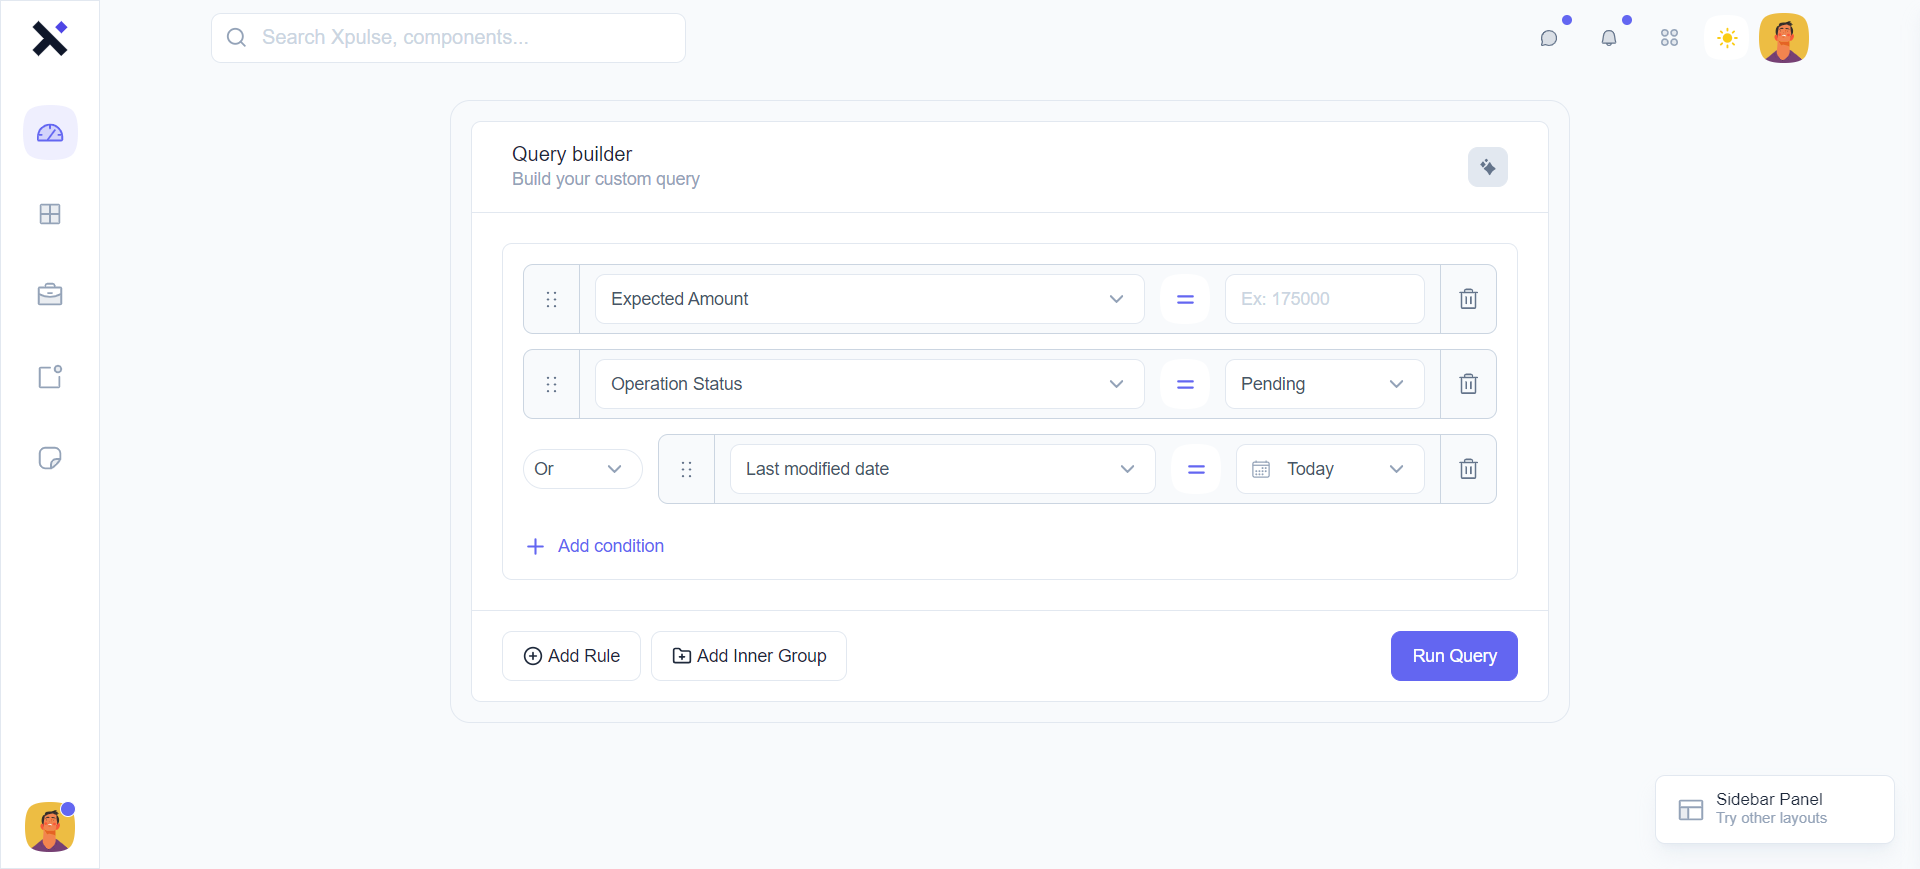 Search Xpulse, components...
Query builder
Build your custom query
Expected Amount
Ex: 175000
Operation Status
Pending
Or
Last modified date
Today
Add condition
Add Rule
Add Inner Group
Run Query
Sidebar Panel
Try other layouts